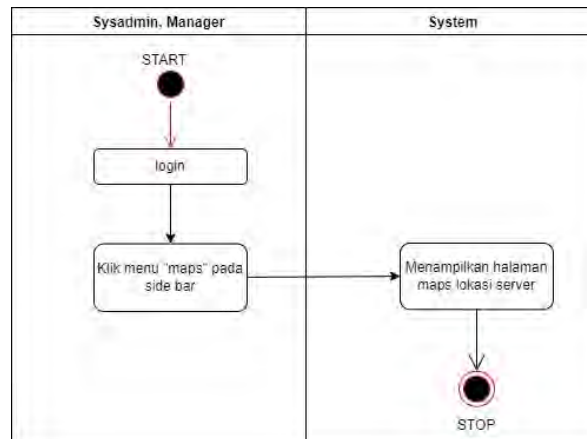 Sysadmin, Manager
System
START
login
Klik menu "maps" pada
side bar
Menampilkan halaman
maps lokasi server
STOP